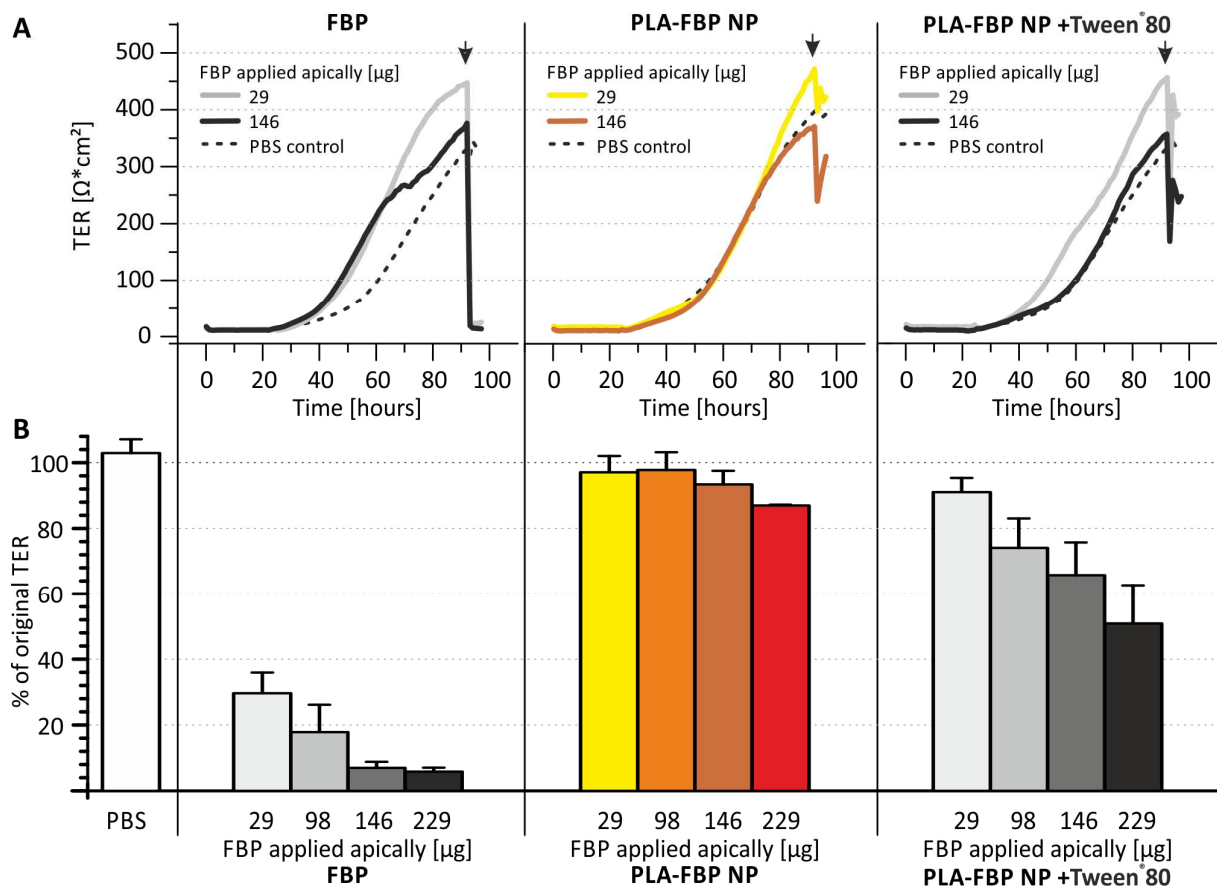 A
FBP
PLA-FBP NP
PLA-FBP NP +Tween®80
TER [Ω*cm²]
500
400
300
200
100
0
FBP applied apically [µg]
29
146
PBS control
FBP applied apically [µg]
29
146
PBS control
FBP applied apically [µg]
29
146
PBS control
0 20 40 60 80 100
0 20 40 60 80 100
0 20 40 60 80 100
Time [hours]
Time [hours]
Time [hours]
B
% of original TER
100
80
60
40
20
PBS
29 98 146 229
29 98 146 229
29 98 146 229
FBP applied apically [µg]
FBP applied apically [µg]
FBP applied apically [µg]
FBP
PLA-FBP NP
PLA-FBP NP +Tween®80